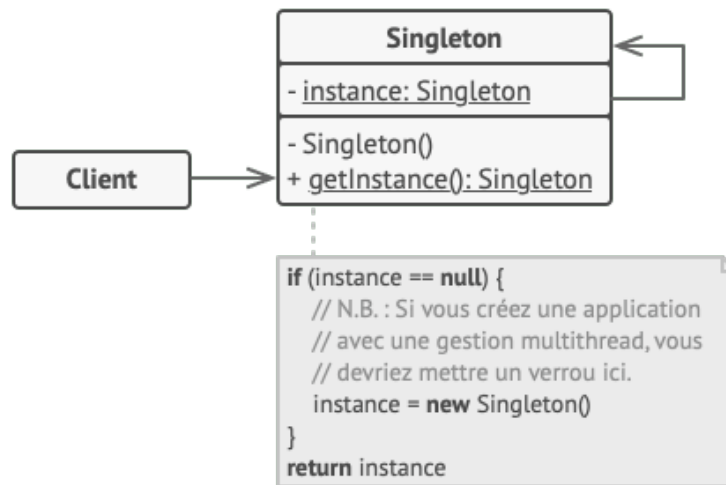 Singleton
- instance: Singleton
- Singleton()
+ getInstance(): Singleton
Client
if (instance == null) {
// N.B. : Si vous créez une application
// avec une gestion multithread, vous
// devriez mettre un verrou ici.
instance = new Singleton()
}
return instance